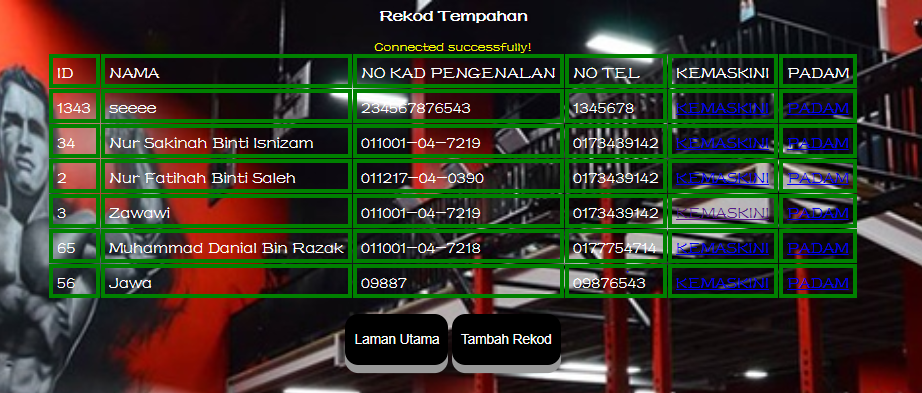 Rekod Tempahan
Connected successfully!
ID NAMA NO KAD PENGENALAN NO TEL KEMASKINI PADAM
1343 seeee 234567876543 1345678 KEMASKINI PADAM
34 Nur Sakinah Binti Isnizam 011001-04-7219 0173439142 KEMASKINI PADAM
2 Nur Fatihah Binti Saleh 011217-04-0390 0173439142 KEMASKINI PADAM
3 Zawawi 011001-04-7219 0173439142 KEMASKINI PADAM
65 Muhammad Danial Bin Razak 011001-04-7218 0177754714 KEMASKINI PADAM
56 Jawa 09887 09876543 KEMASKINI PADAM
Laman Utama Tambah Rekod